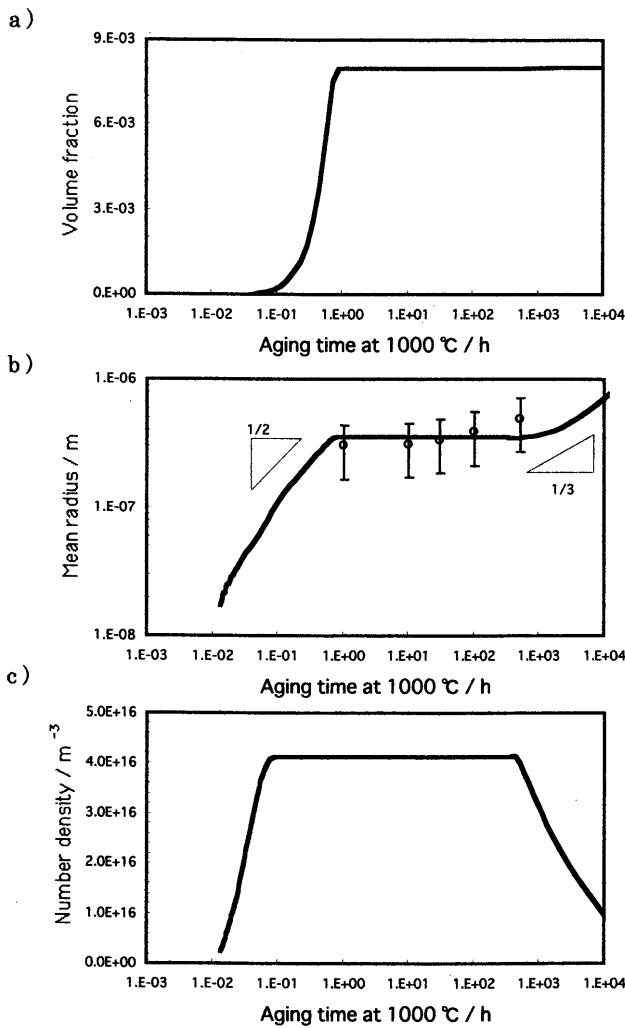 a)
9.E-03
6.E-03
3.E-03
0.E+00
Volume fraction
1.E-03 1.E-02 1.E-01 1.E+00 1.E+01 1.E+02 1.E+03 1.E+04
Aging time at 1000 ℃ / h
b)
1.E-06
1.E-07
1.E-08
Mean radius / m
1/2
1/3
1.E-03 1.E-02 1.E-01 1.E+00 1.E+01 1.E+02 1.E+03 1.E+04
Aging time at 1000 ℃ / h
c)
5.0E+16
4.0E+16
3.0E+16
2.0E+16
1.0E+16
0.0E+00
Number density / m⁻³
1.E-03 1.E-02 1.E-01 1.E+00 1.E+01 1.E+02 1.E+03 1.E+04
Aging time at 1000 ℃ / h